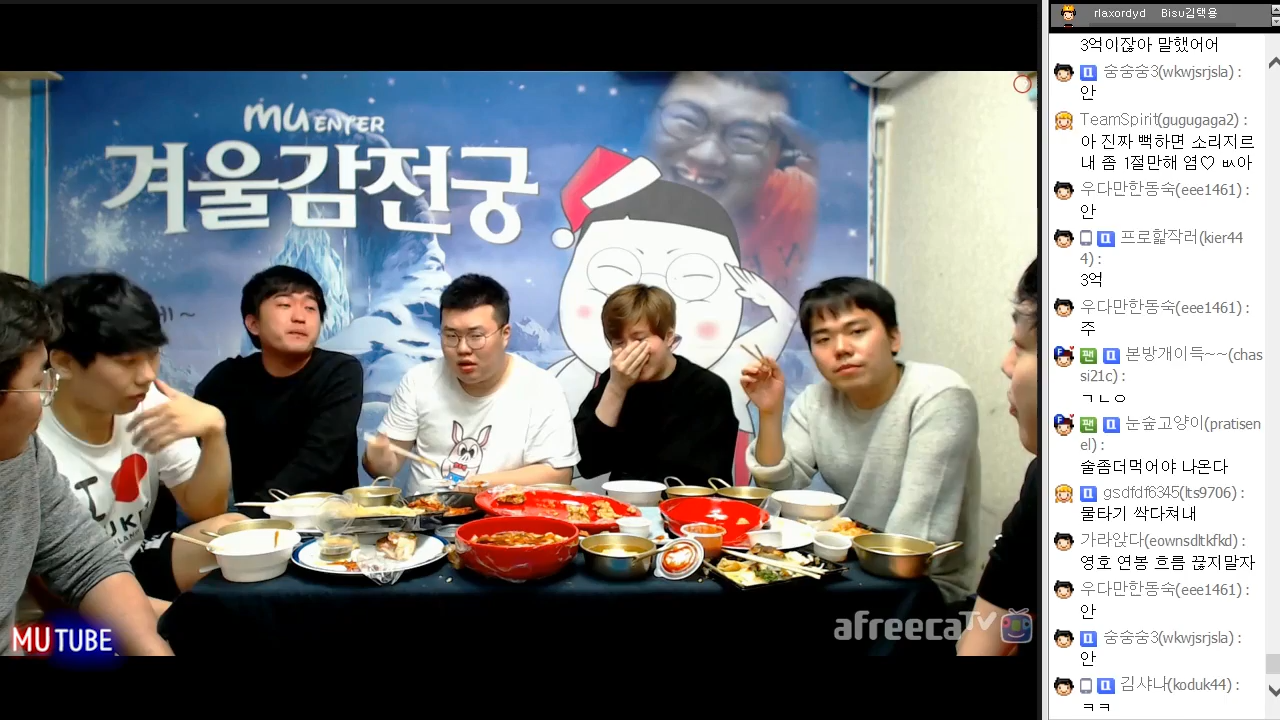 MU ENTER
겨울감전궁
MUTUBE
afreecaTV
rlaxordyd Bisu김택용
3억이잖아 말했어어
숭숭숭3(wkwjsrjsla) :
안
TeamSpirit(gugugaga2) :
아 진짜 빽하면 소리지르
내 좀 1절만해 염♡ ㅄ아
우다만한동숙(eee1461) :
안
프로핥작러(kier44
4) :
3억
우다만한동숙(eee1461) :
주
본방가이득~~(chas
si21c) :
ㄱㄴㅇ
눈숲고양이(pratisen
el) :
술좀더먹어야 나온다
물타기 싹다쳐내
가라앉다(eownsdltkfkd) :
영호 연봉 흐름 끊지말자
우다만한동숙(eee1461) :
안
숭숭숭3(wkwjsrjsla) :
안
김샤나(koduk44) :
ㅋㅋ